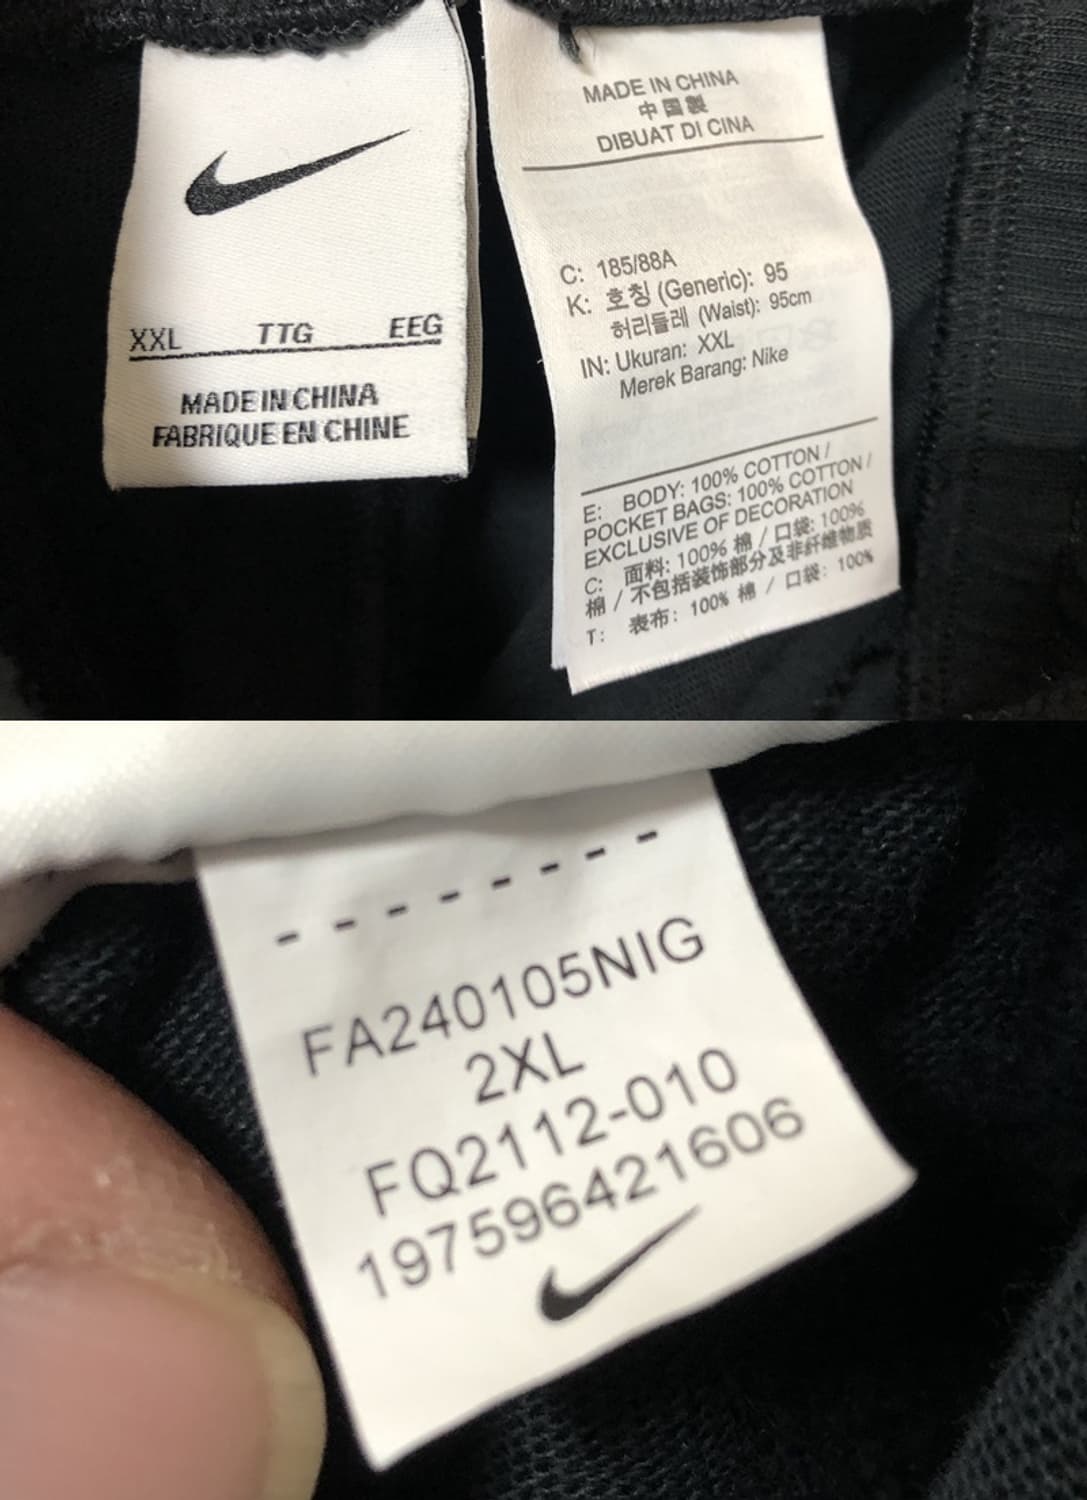 XXL TTG EEG
MADE IN CHINA
FABRIQUE EN CHINE
MADE IN CHINA
中国製
DIBUAT DI CINA
C: 185/88A
K: 호칭 (Generic): 95
허리둘레 (Waist): 95cm
IN: Ukuran: XXL
Merek Barang: Nike
E: BODY: 100% COTTON /
POCKET BAGS: 100% COTTON /
EXCLUSIVE OF DECORATION
C: 面料: 100% 棉 / 口袋: 100%
棉 / 不包括装饰部分及非纤维物质
T: 表布: 100% 棉 / 口袋: 100%
FA240105NIG
2XL
FQ2112-010
197596421606